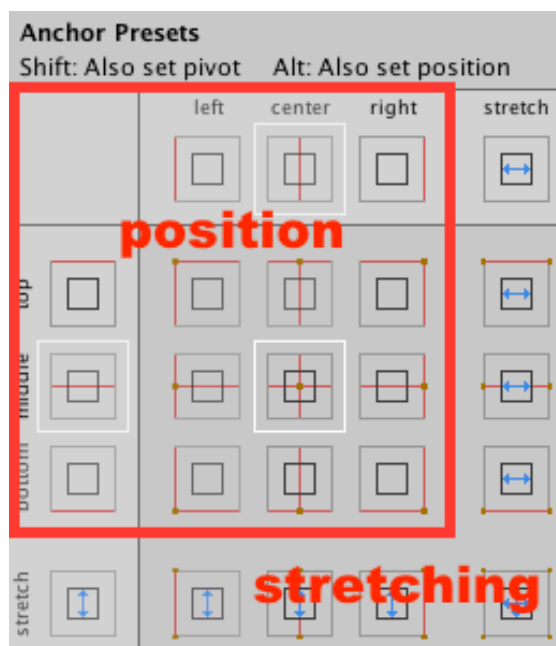 Anchor Presets
Shift: Also set pivot    Alt: Also set position
left center right stretch
position
top
middle
bottom
stretching
stretch